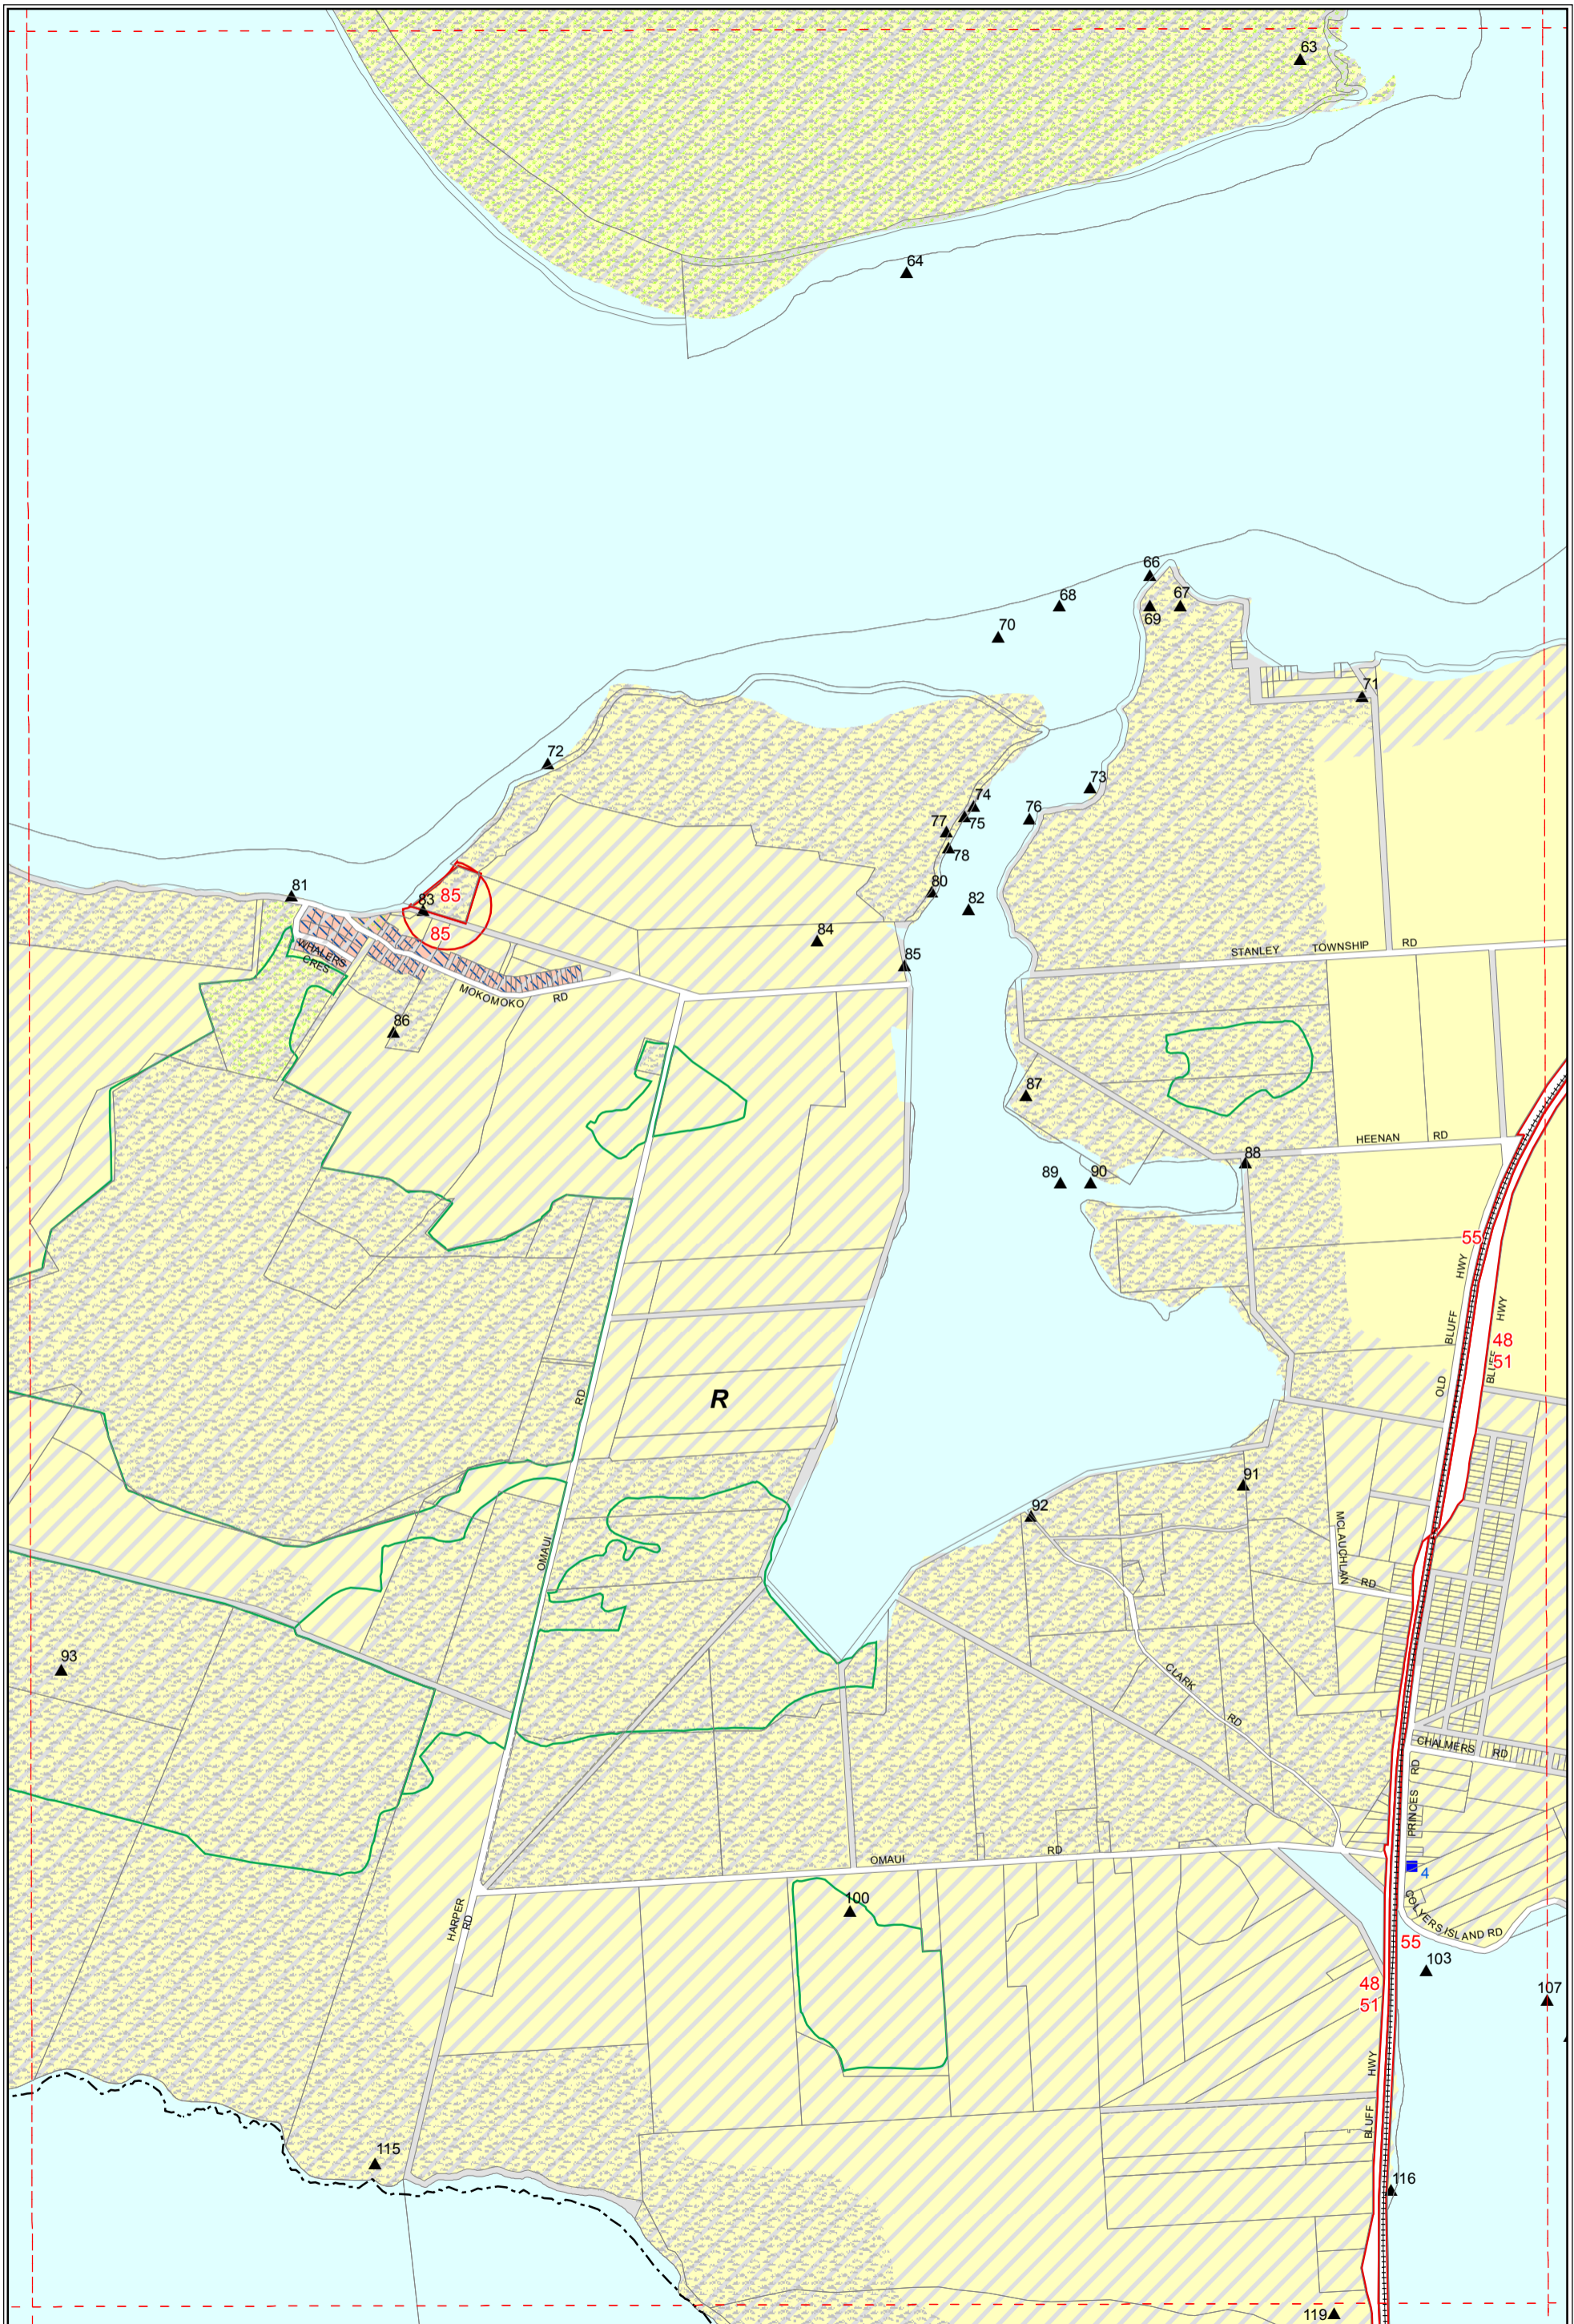 63
64
66
68
67
69
70
71
72
73
74
76
75
77
78
81
80
85
83
82
85
84
STANLEY TOWNSHIP RD
85
WHALERS
CRES
MOKOMOKO RD
86
87
HEENAN RD
88
89
90
55
HWY
HWY
48
BLUFF
BLUFF
51
OLD
RD
R
91
92
MCLAUCHLAN
RD
OMAUI
93
CLARK
RD
CHALMERS RD
RD
PRINCES
OMAUI RD
4
100
HARPER
RD
COLYERS ISLAND RD
55
103
48
107
51
HWY
BLUFF
115
116
119